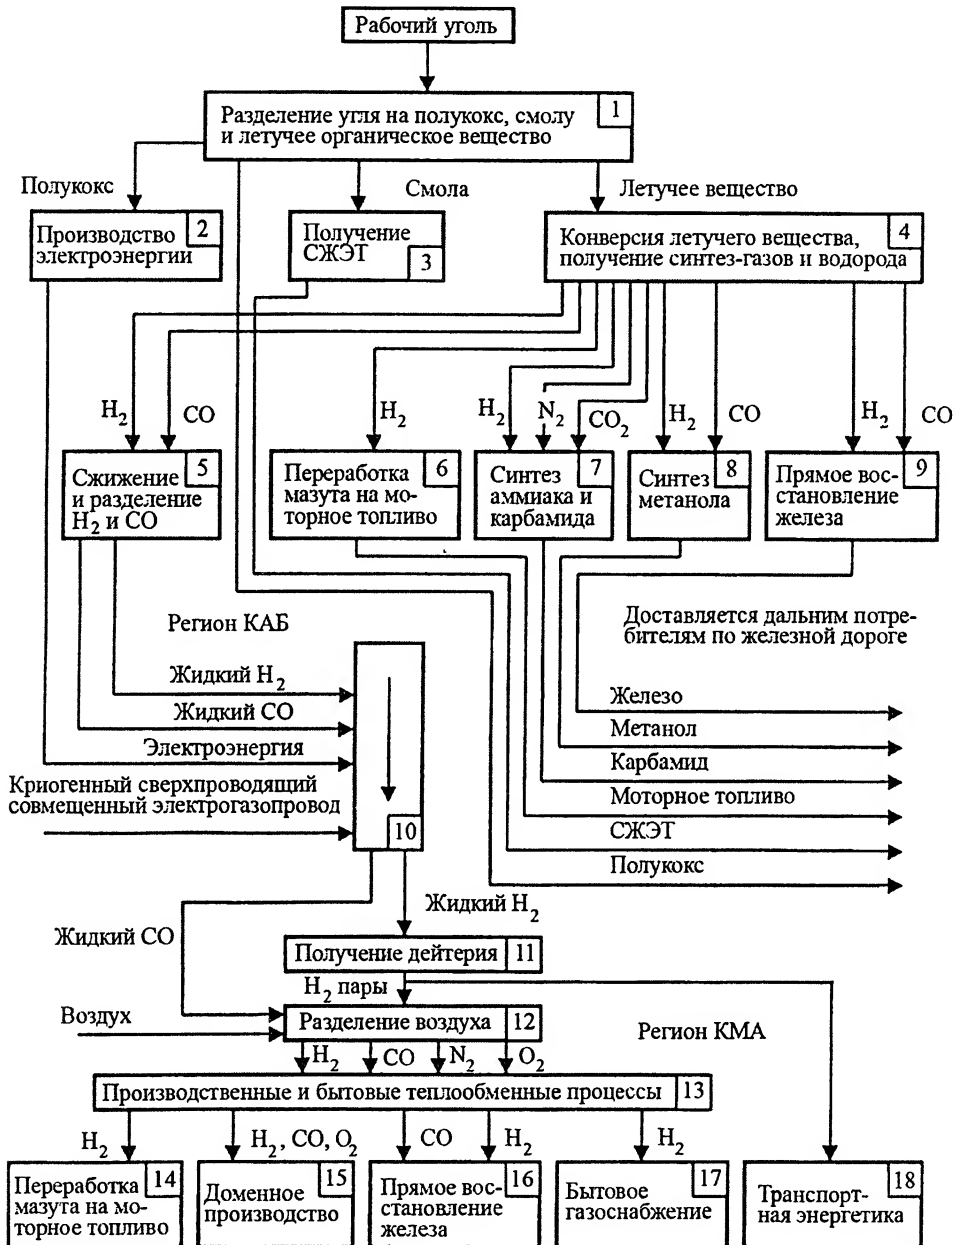 Рабочий уголь
Разделение угля на полукокс, смолу
и летучее органическое вещество
1
Полукокс
Смола
Летучее вещество
Производство
электроэнергии
2
Получение
СЖЭТ
3
Конверсия летучего вещества,
получение синтез-газов и водорода
4
H2
CO
H2
H2
N2
CO2
H2
CO
H2
CO
Сжижение
и разделение
H2 и CO
5
Переработка
мазута на мо-
торное топливо
6
Синтез
аммиака и
карбамида
7
Синтез
метанола
8
Прямое вос-
становление
железа
9
Регион КАБ
Доставляется дальним потре-
бителям по железной дороге
Жидкий H2
Жидкий CO
Электроэнергия
Криогенный сверхпроводящий
совмещенный электрогазопровод
10
Железо
Метанол
Карбамид
Моторное топливо
СЖЭТ
Полукокс
Жидкий H2
Жидкий CO
Получение дейтерия
11
H2 пары
Воздух
Разделение воздуха
12
Регион КМА
H2
CO
N2
O2
Производственные и бытовые теплообменные процессы
13
H2
H2, CO, O2
CO
H2
H2
Переработка
мазута на мо-
торное топливо
14
Доменное
производство
15
Прямое вос-
становление
железа
16
Бытовое
газоснабжение
17
Транспорт-
ная энергетика
18